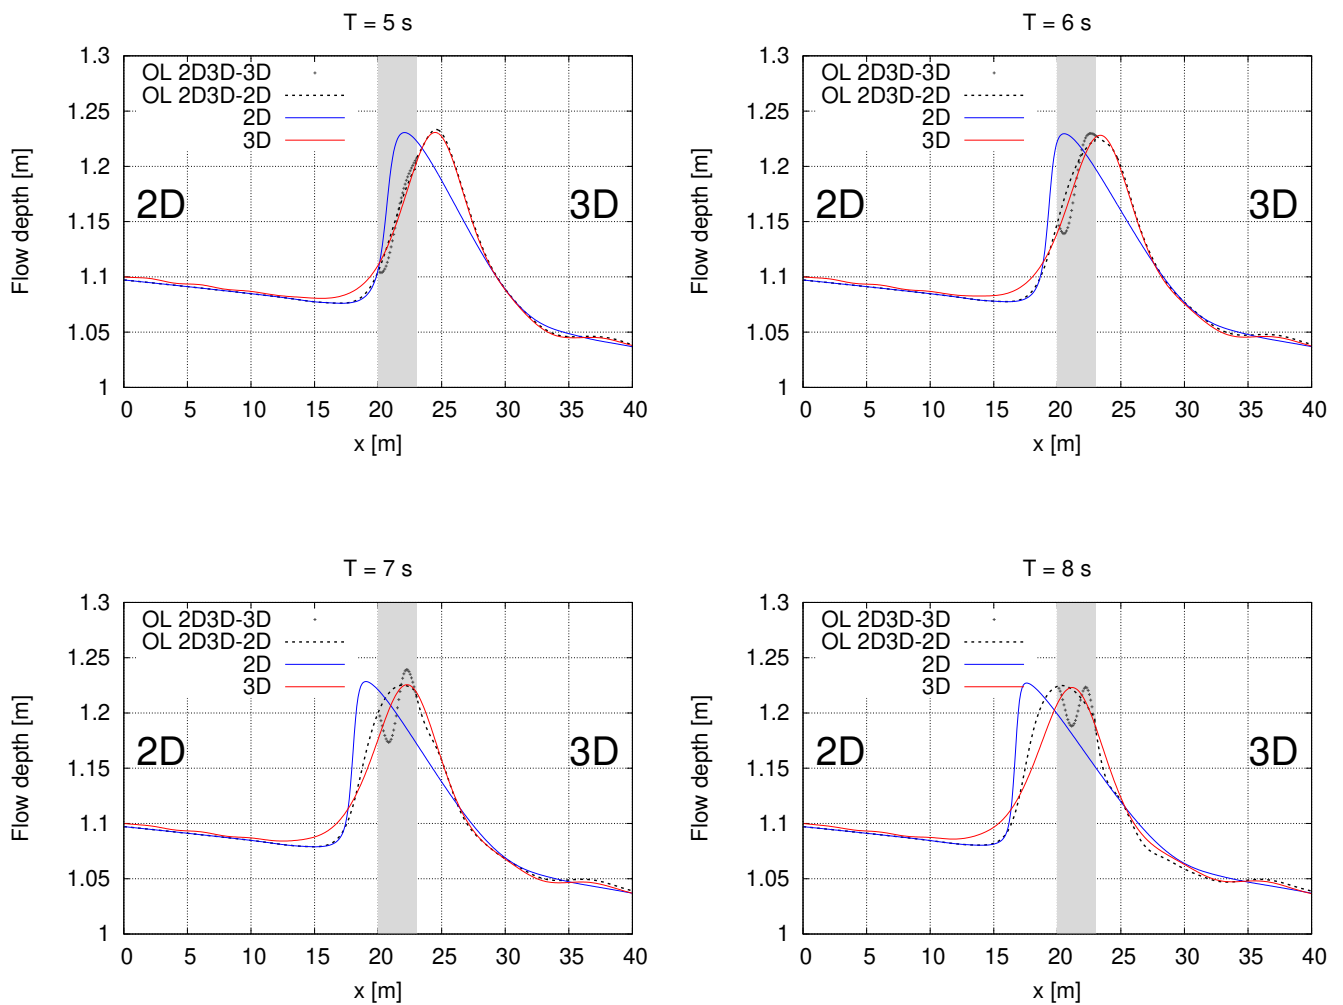 T = 5 s
1.3
1.25
1.2
1.15
1.1
1.05
1
Flow depth [m]
OL 2D3D-3D
OL 2D3D-2D
2D
3D
2D
3D
0 5 10 15 20 25 30 35 40
x [m]
T = 6 s
1.3
1.25
1.2
1.15
1.1
1.05
1
Flow depth [m]
OL 2D3D-3D
OL 2D3D-2D
2D
3D
2D
3D
0 5 10 15 20 25 30 35 40
x [m]
T = 7 s
1.3
1.25
1.2
1.15
1.1
1.05
1
Flow depth [m]
OL 2D3D-3D
OL 2D3D-2D
2D
3D
2D
3D
0 5 10 15 20 25 30 35 40
x [m]
T = 8 s
1.3
1.25
1.2
1.15
1.1
1.05
1
Flow depth [m]
OL 2D3D-3D
OL 2D3D-2D
2D
3D
2D
3D
0 5 10 15 20 25 30 35 40
x [m]